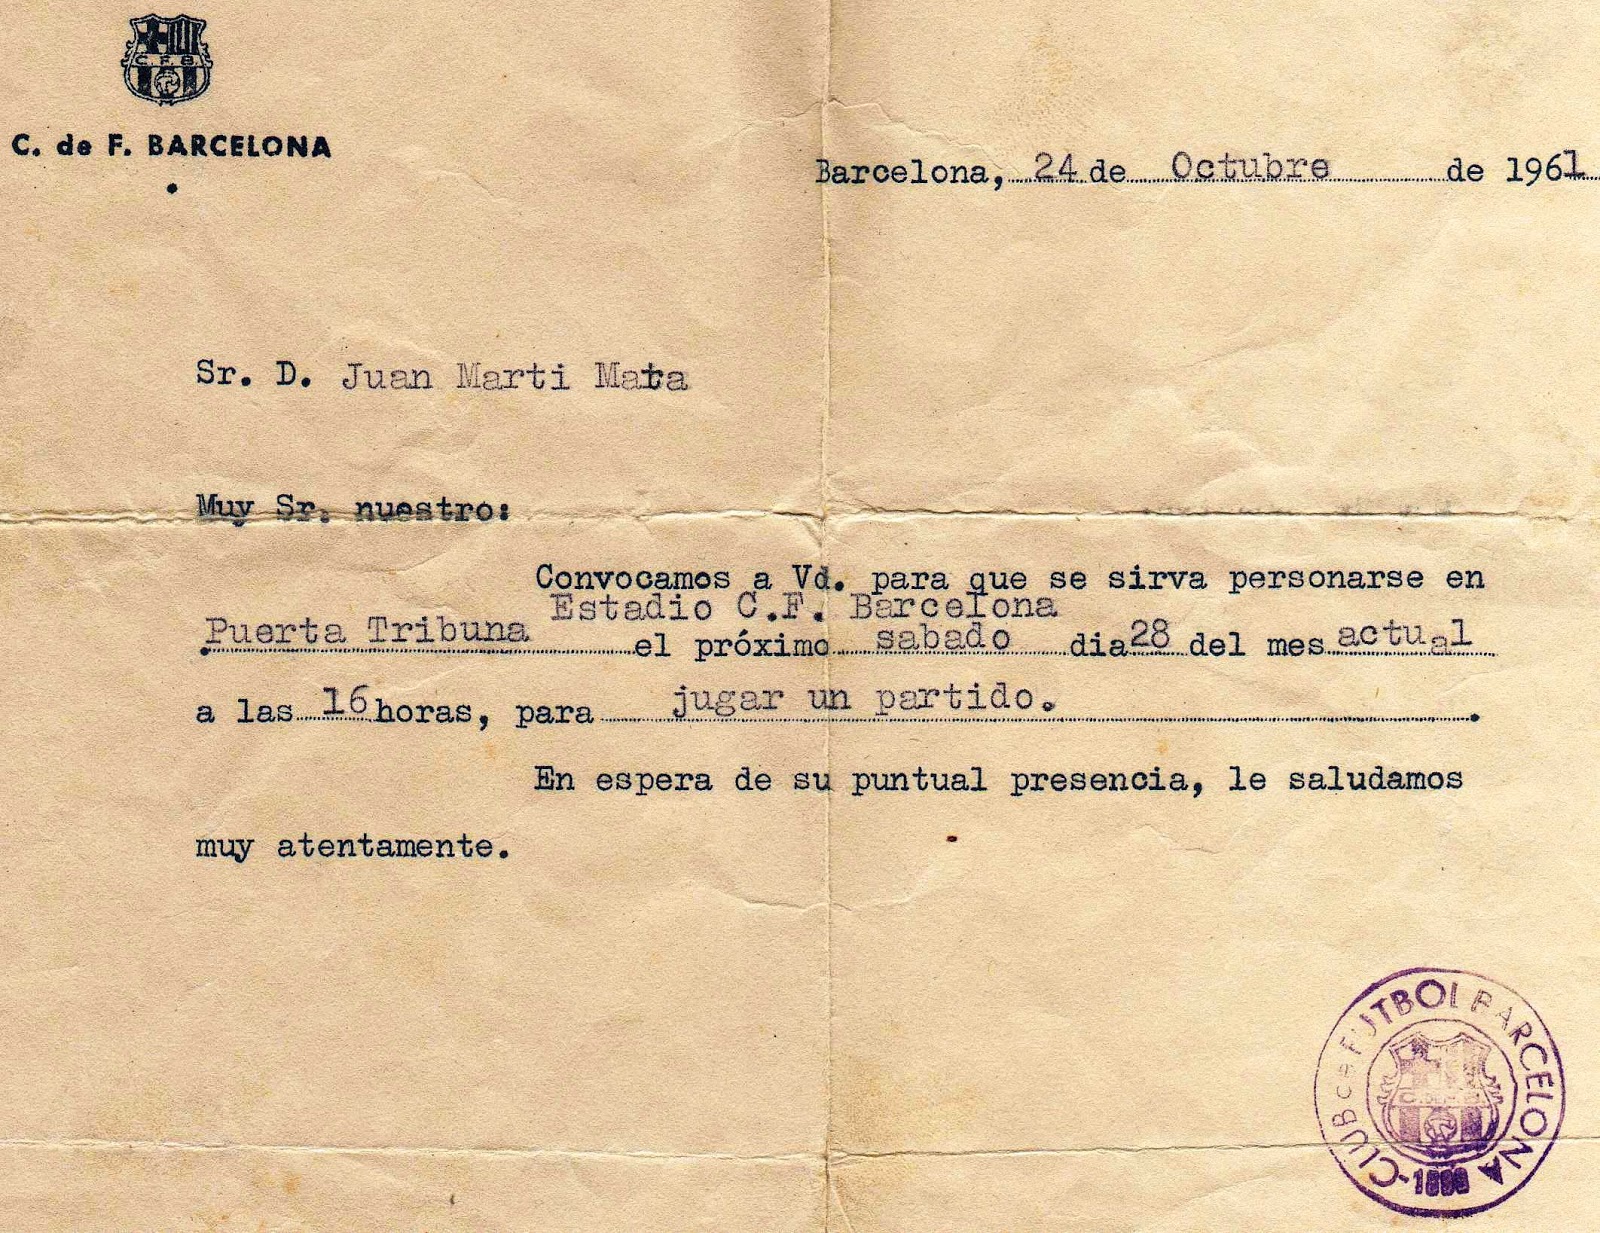 C. F. B.
C. de F. BARCELONA
Barcelona, 24 de Octubre de 1961
Sr. D. Juan Marti Mata
Muy Sr. nuestro:
Convocamos a Vd. para que se sirva personarse en
Estadio C.F. Barcelona
Puerta Tribuna el próximo sabado dia 28 del mes actual
a las 16 horas, para jugar un partido.
En espera de su puntual presencia, le saludamos
muy atentamente.
CLUB de FUTBOL BARCELONA